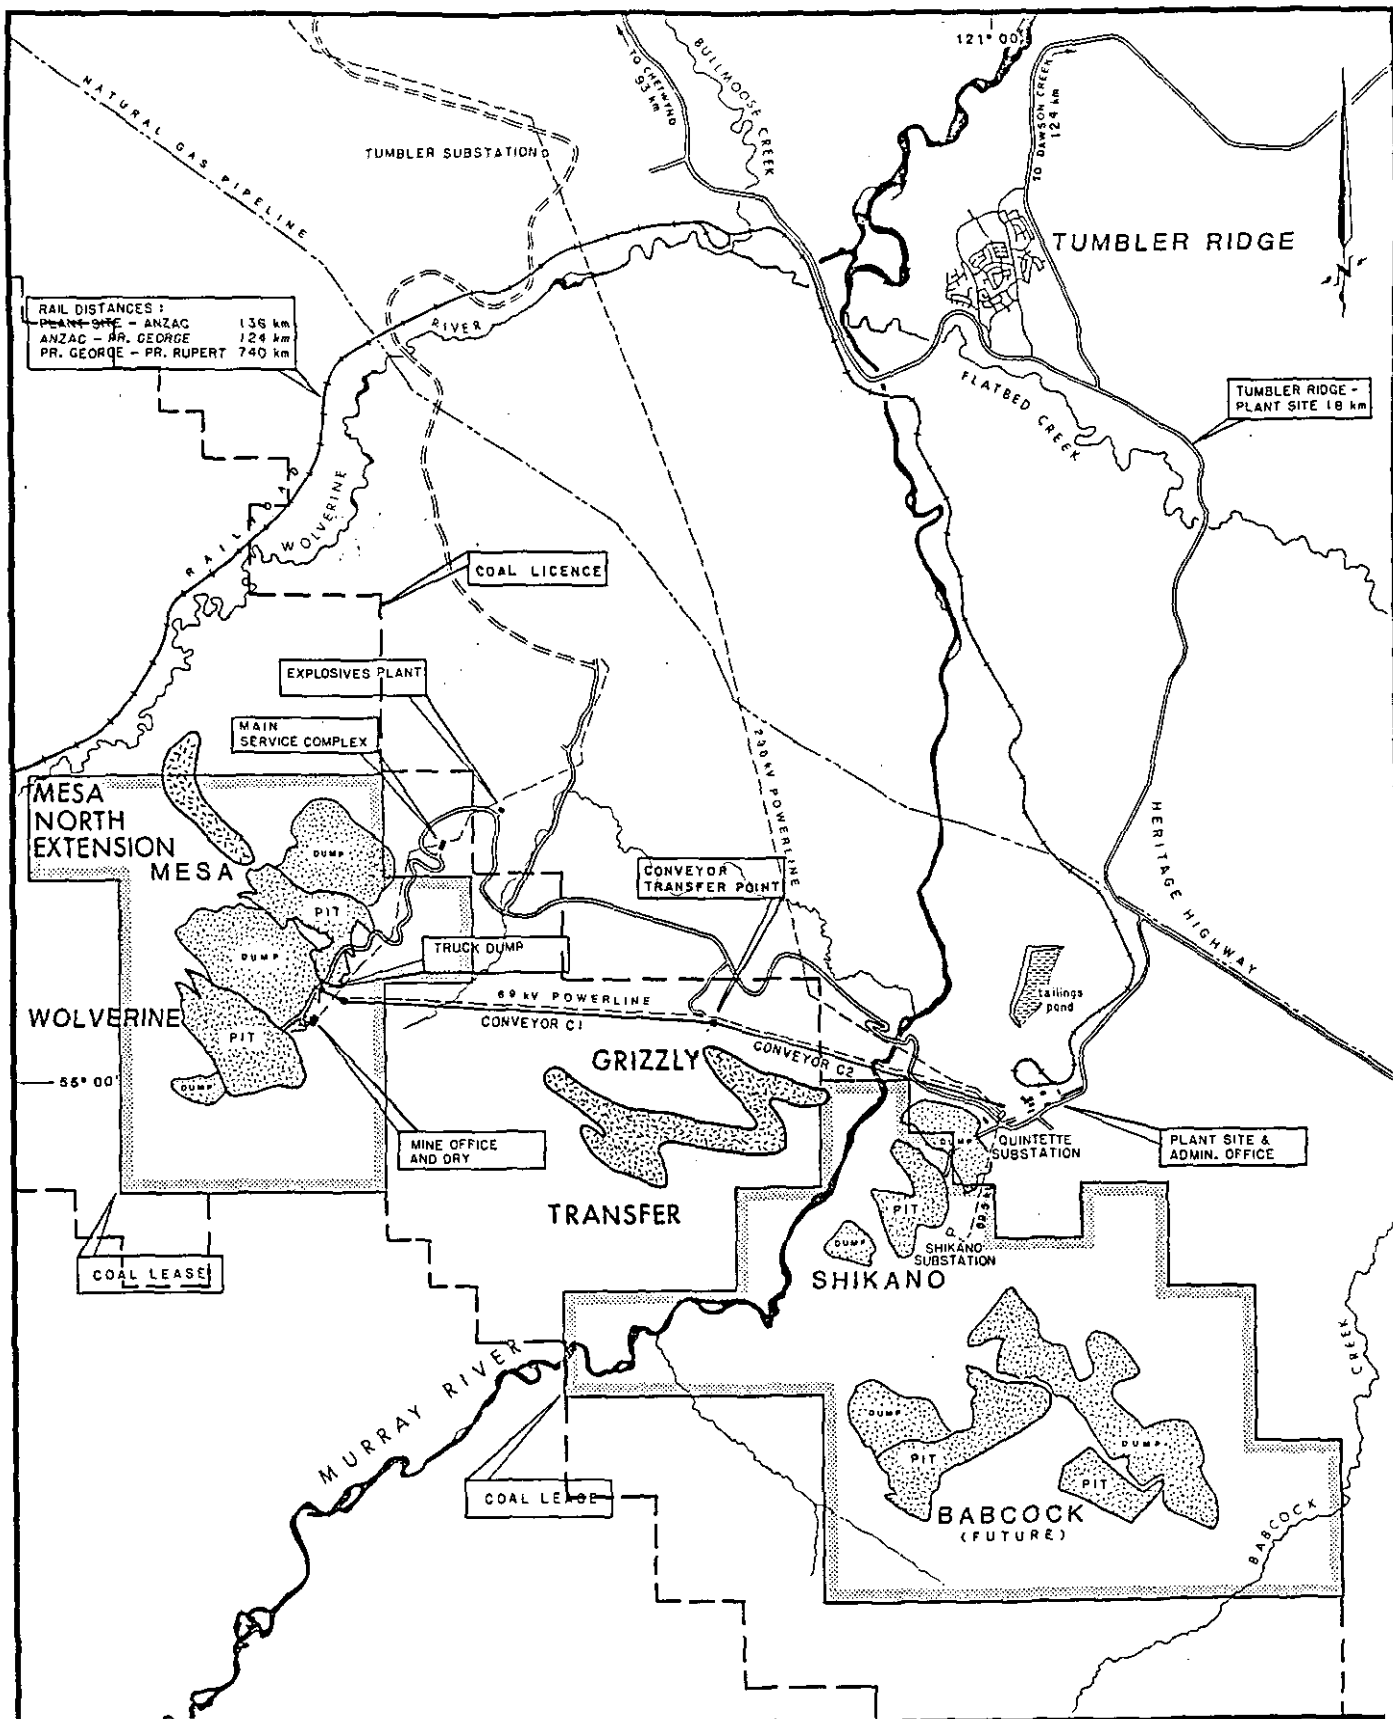 121° 00'
TO CHETWYND
93 km
BULLMOOSE CREEK
TO DAWSON CREEK
124 km
NATURAL GAS PIPELINE
TUMBLER SUBSTATION
TUMBLER RIDGE
RAIL DISTANCES :
PLANT SITE - ANZAC 136 km
ANZAC - PR. GEORGE 124 km
PR. GEORGE - PR. RUPERT 740 km
RIVER
FLATBED CREEK
TUMBLER RIDGE -
PLANT SITE 18 km
WOLVERINE
RAILROAD
COAL LICENCE
EXPLOSIVES PLANT
MAIN
SERVICE COMPLEX
230 kV POWERLINE
MESA
NORTH
EXTENSION
MESA
DUMP
HERITAGE HIGHWAY
CONVEYOR
TRANSFER POINT
PIT
TRUCK DUMP
DUMP
69 kV POWERLINE
tailings
pond
WOLVERINE
CONVEYOR C1
PIT
CONVEYOR C2
GRIZZLY
55° 00'
DUMP
MINE OFFICE
AND DRY
DUMP
QUINTETTE
SUBSTATION
PLANT SITE &
ADMIN. OFFICE
TRANSFER
PIT
DUMP
SHIKANO
SUBSTATION
COAL LEASE
SHIKANO
MURRAY RIVER
CREEK
DUMP
DUMP
PIT
PIT
COAL LEASE
BABCOCK
(FUTURE)
BABCOCK